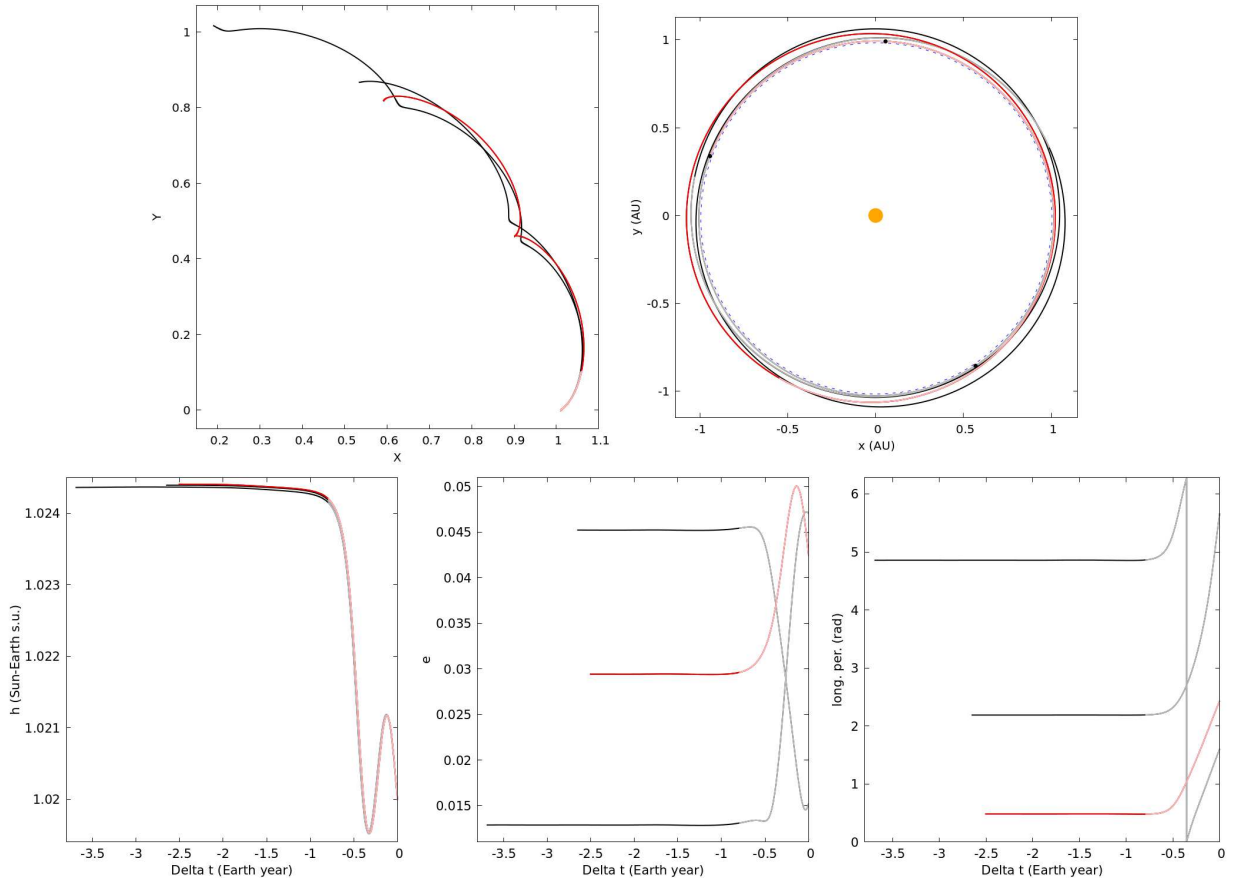 1
0.8
0.6
0.4
0.2
0
Y
0.2 0.3 0.4 0.5 0.6 0.7 0.8 0.9 1 1.1
X
1
0.5
0
-0.5
-1
y (AU)
-1 -0.5 0 0.5 1
x (AU)
1.024
1.023
1.022
1.021
1.02
h (Sun-Earth s.u.)
-3.5 -3 -2.5 -2 -1.5 -1 -0.5 0
Delta t (Earth year)
0.05
0.045
0.04
0.035
0.03
0.025
0.02
0.015
e
-3.5 -3 -2.5 -2 -1.5 -1 -0.5 0
Delta t (Earth year)
6
5
4
3
2
1
0
long. per. (rad)
-3.5 -3 -2.5 -2 -1.5 -1 -0.5 0
Delta t (Earth year)